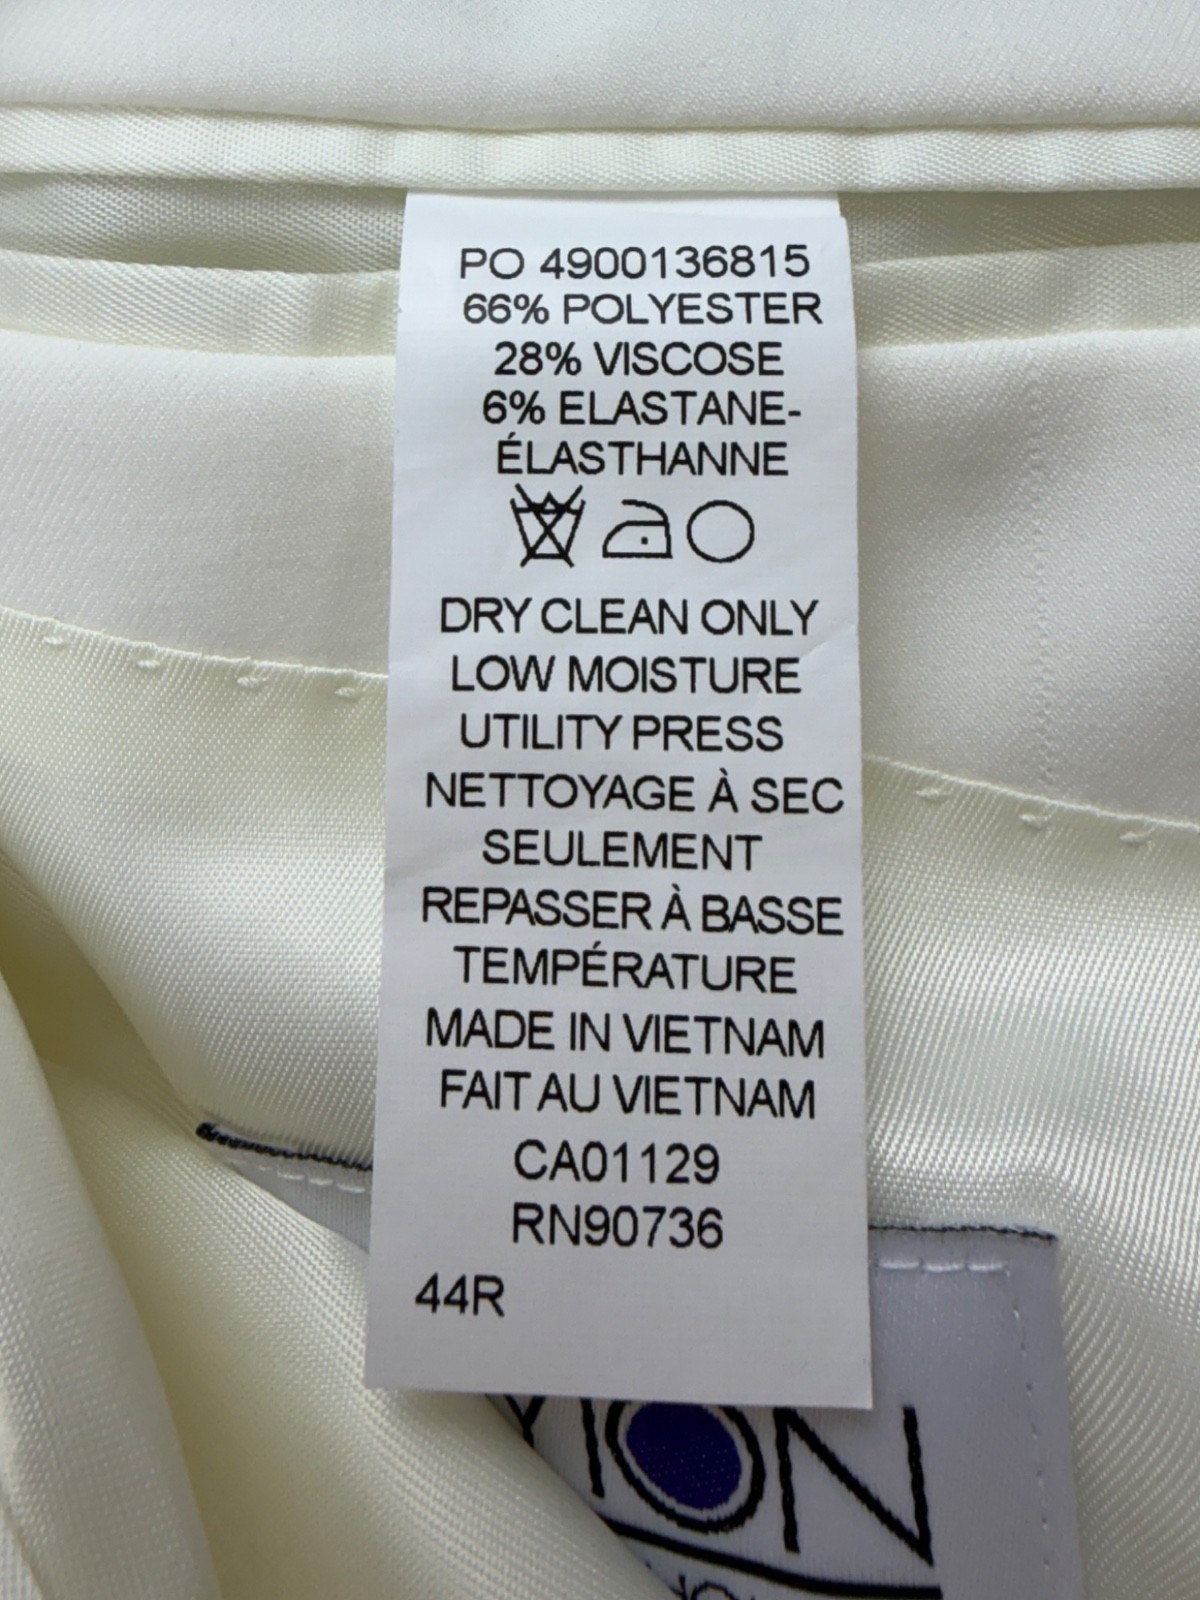 PO 4900136815
66% POLYESTER
28% VISCOSE
6% ELASTANE-
ÉLASTHANNE
DRY CLEAN ONLY
LOW MOISTURE
UTILITY PRESS
NETTOYAGE À SEC
SEULEMENT
REPASSER À BASSE
TEMPÉRATURE
MADE IN VIETNAM
FAIT AU VIETNAM
CA01129
RN90736
44R